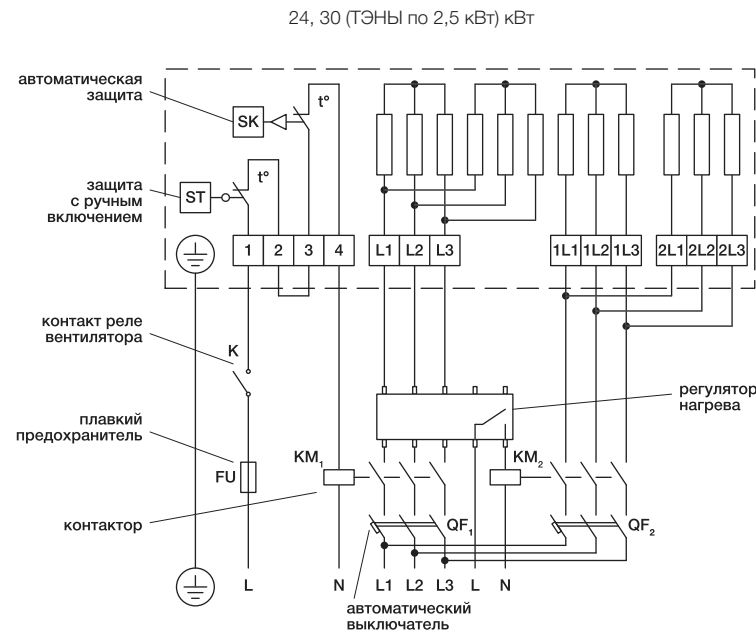 24, 30 (ТЭНЫ по 2,5 кВт) кВт
автоматическая
защита
SK
t°
защита
с ручным
включением
ST
t°
1 2 3 4
L1 L2 L3
1L1 1L2 1L3
2L1 2L2 2L3
контакт реле
вентилятора
K
регулятор
нагрева
плавкий
предохранитель
FU
KM1
KM2
контактор
QF1
QF2
L N L1 L2 L3 L N
автоматический
выключатель